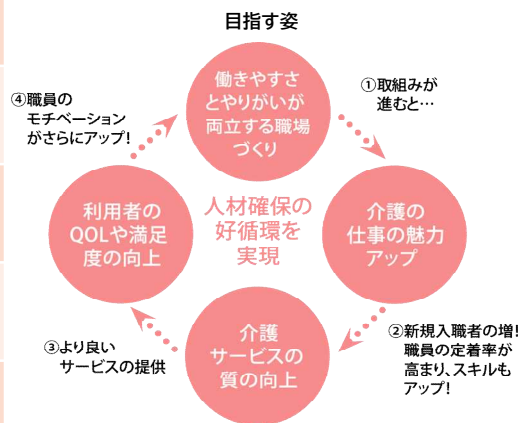 目指す姿
働きやすさ
とやりがいが
両立する職場
づくり
①取組みが
進むと…
介護の
仕事の魅力
アップ
②新規入職者の増!
職員の定着率が
高まり、スキルも
アップ!
介護
サービスの
質の向上
③より良い
サービスの提供
利用者の
QOLや満足
度の向上
④職員の
モチベーション
がさらにアップ!
人材確保の
好循環を
実現